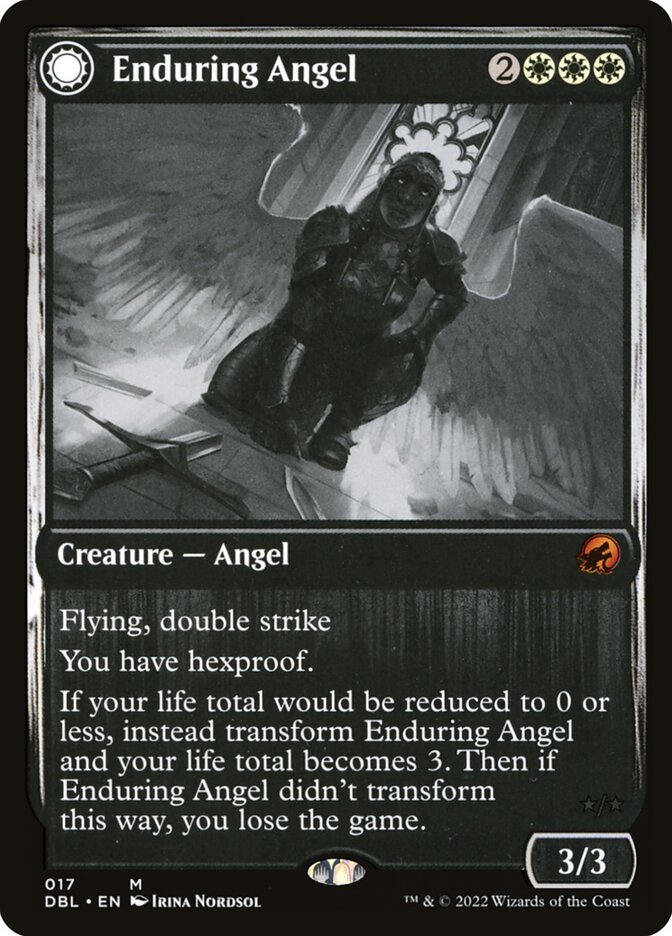 Enduring Angel 2
Creature — Angel
Flying, double strike
You have hexproof.
If your life total would be reduced to 0 or
less, instead transform Enduring Angel
and your life total becomes 3. Then if
Enduring Angel didn't transform
this way, you lose the game.
★/★
3/3
017 M
DBL • EN Irina Nordsol
™ & © 2022 Wizards of the Coast